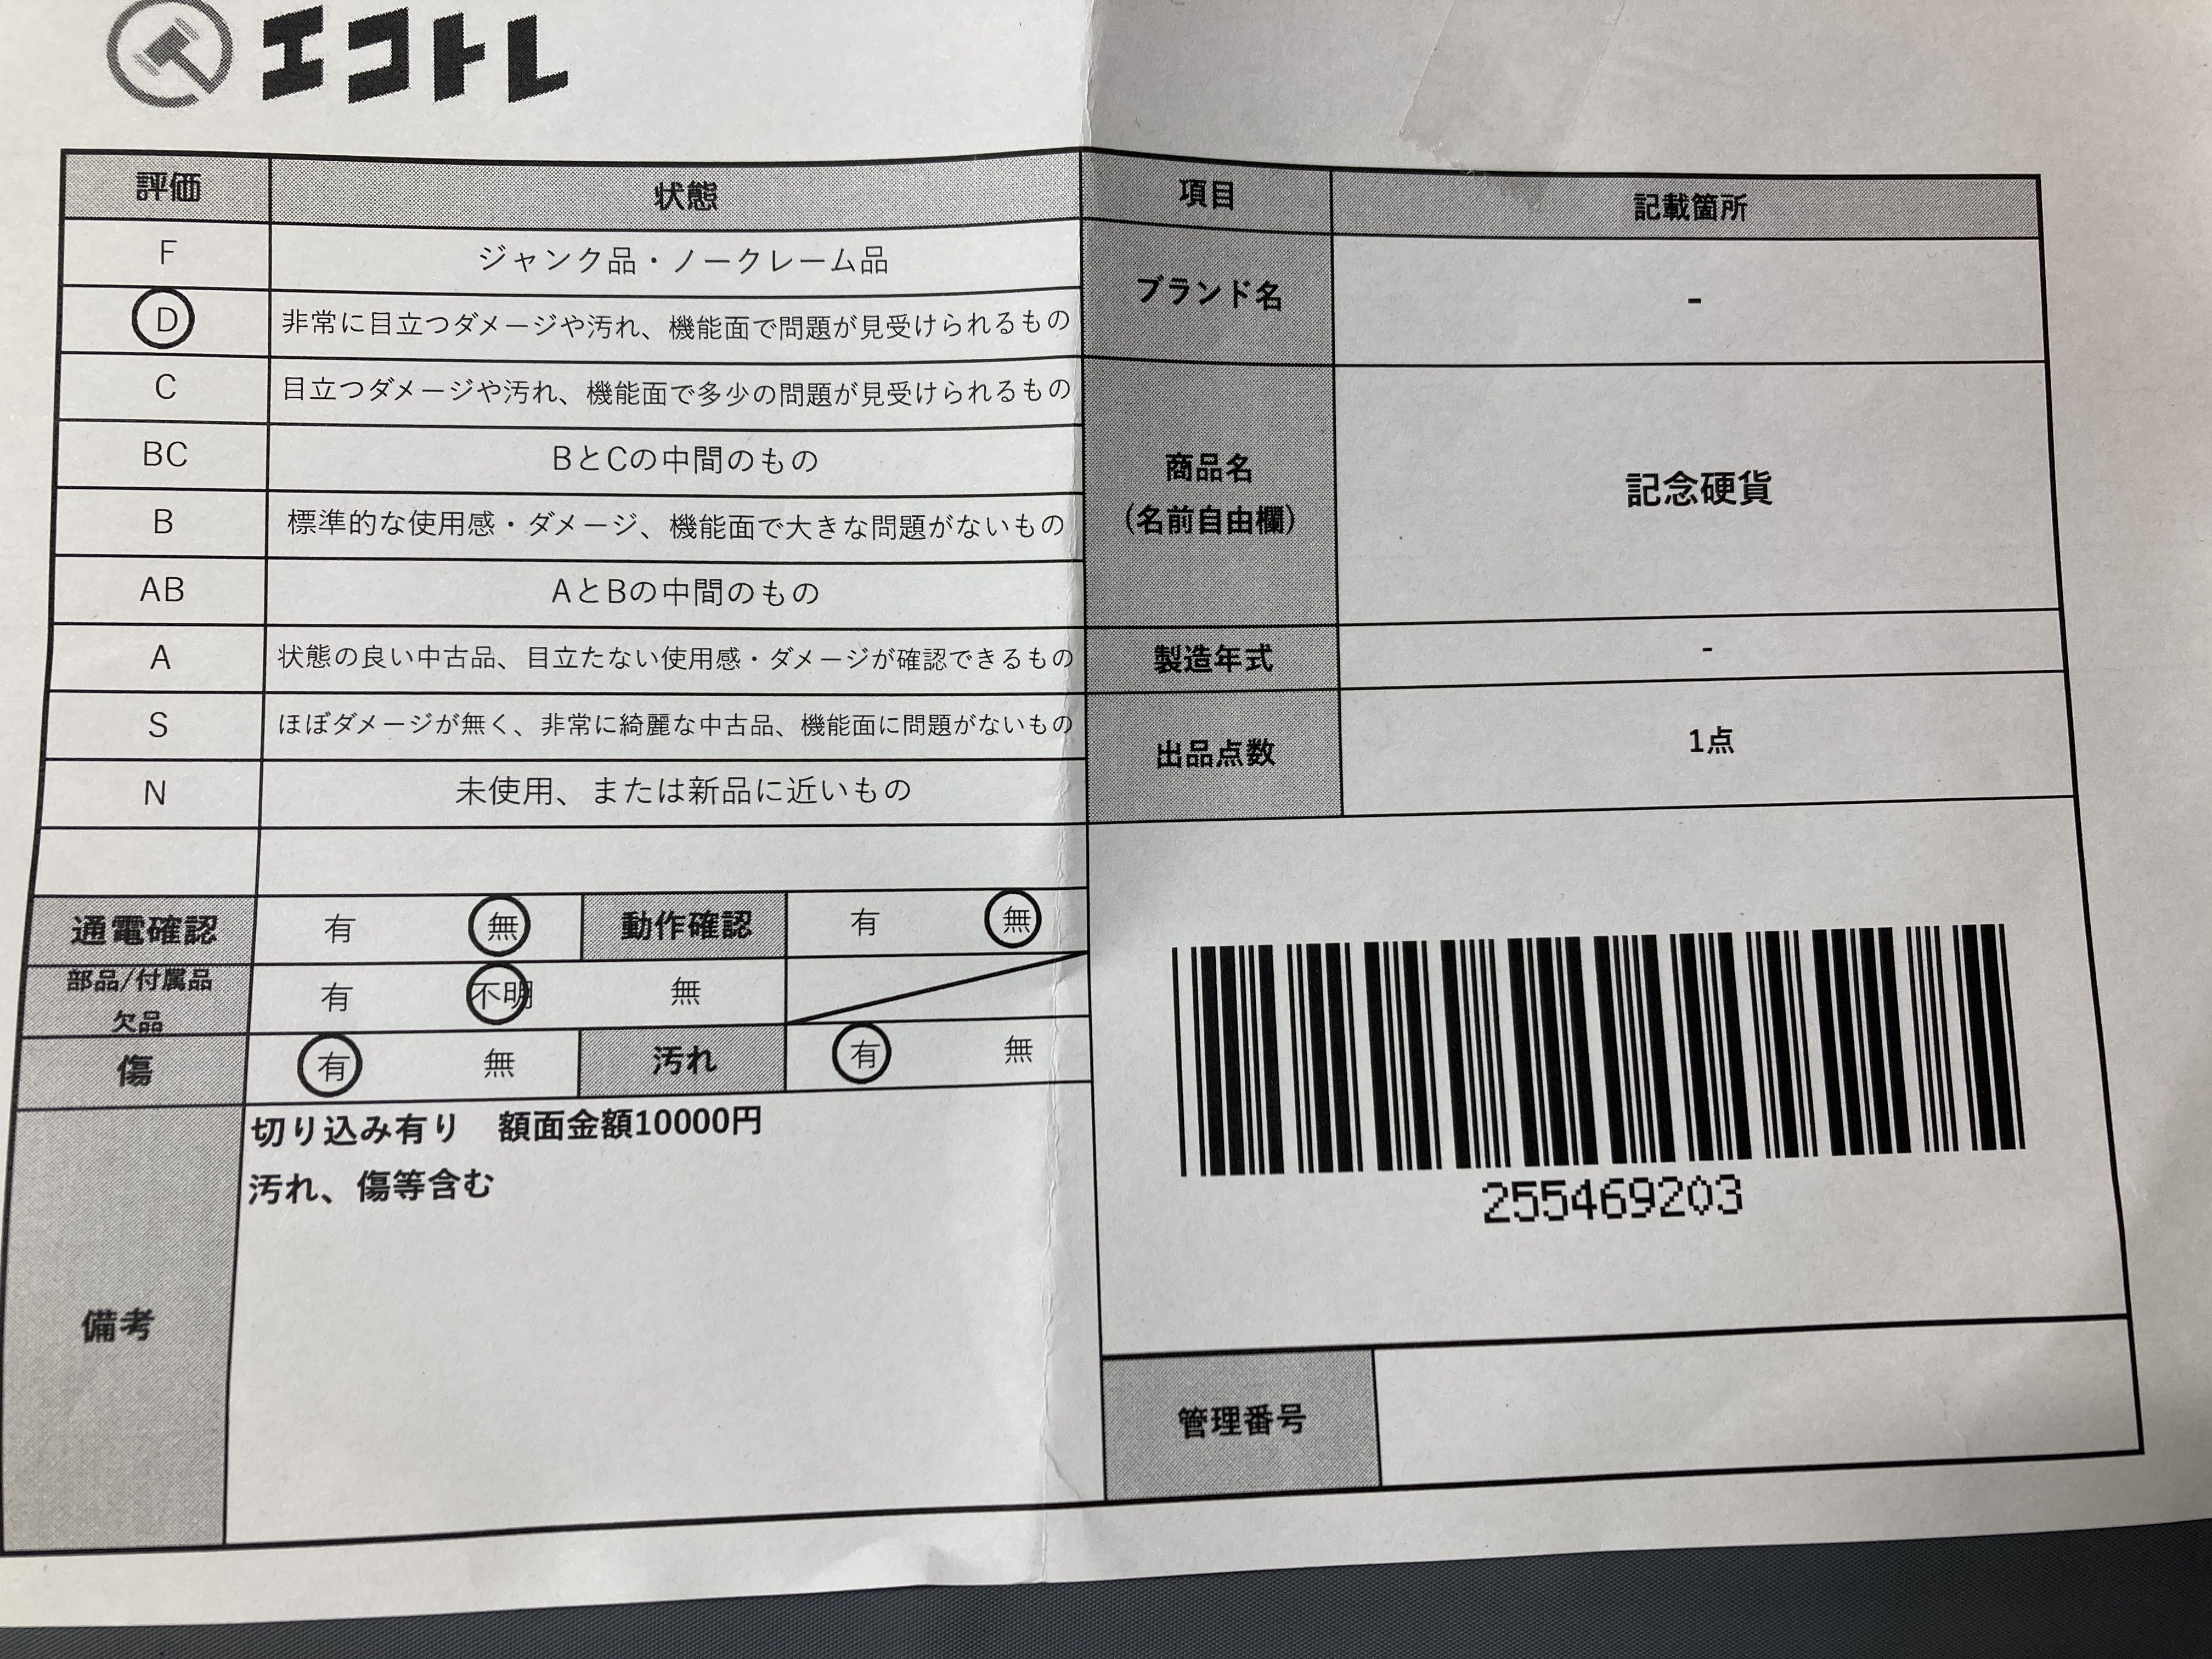 エコトレ
評価 状態
F ジャンク品・ノークレーム品
D 非常に目立つダメージや汚れ、機能面で問題が見受けられるもの
C 目立つダメージや汚れ、機能面で多少の問題が見受けられるもの
BC BとCの中間のもの
B 標準的な使用感・ダメージ、機能面で大きな問題がないもの
AB AとBの中間のもの
A 状態の良い中古品、目立たない使用感・ダメージが確認できるもの
S ほぼダメージが無く、非常に綺麗な中古品、機能面に問題がないもの
N 未使用、または新品に近いもの
通電確認 有 無 動作確認 有 無
部品/付属品
欠品 有 不明 無
傷 有 無 汚れ 有 無
備考
切り込み有り 額面金額10000円
汚れ、傷等含む
項目 記載箇所
ブランド名 -
商品名
(名前自由欄)
記念硬貨
製造年式 -
出品点数 1点
255469203
管理番号